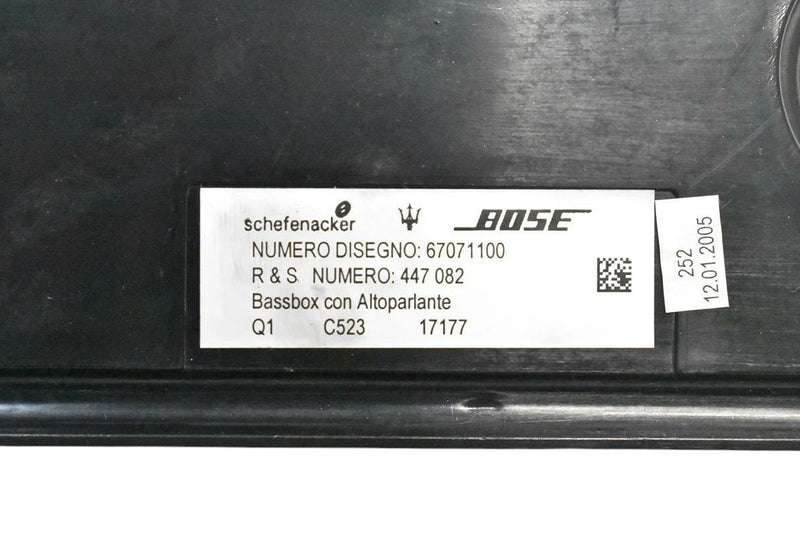 schefenacker BOSE
NUMERO DISEGNO: 67071100
R & S NUMERO: 447 082
Bassbox con Altoparlante
Q1 C523 17177
252
12.01.2005